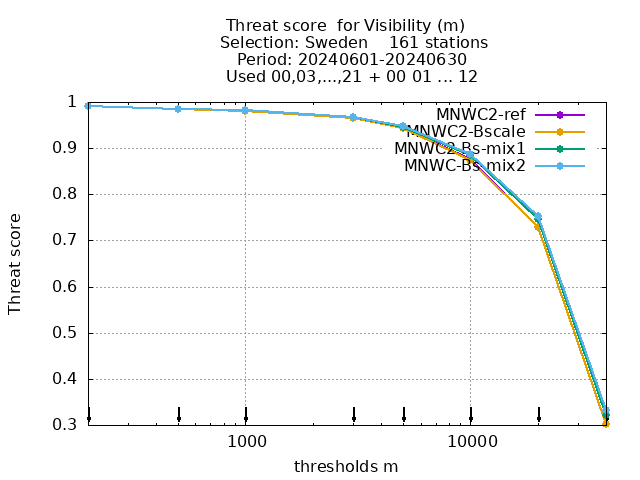 Threat score  for Visibility (m)
Selection: Sweden    161 stations
Period: 20240601-20240630
Used 00,03,...,21 + 00 01 ... 12
MNWC2-ref
MNWC2-Bscale
MNWC2-Bs-mix1
MNWC-Bs-mix2
Threat score
1
0.9
0.8
0.7
0.6
0.5
0.4
0.3
1000
10000
thresholds m